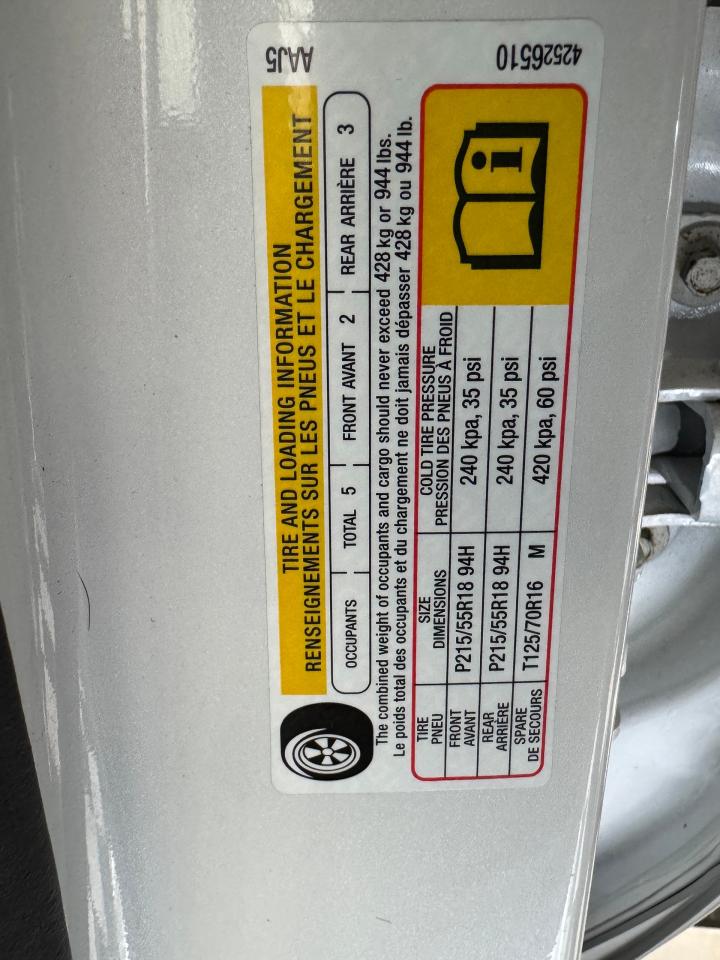 TIRE AND LOADING INFORMATION
RENSEIGNEMENTS SUR LES PNEUS ET LE CHARGEMENT
OCCUPANTS TOTAL 5 FRONT AVANT 2 REAR ARRIÈRE 3
The combined weight of occupants and cargo should never exceed 428 kg or 944 lbs.
Le poids total des occupants et du chargement ne doit jamais dépasser 428 kg ou 944 lb.
TIRE SIZE COLD TIRE PRESSURE
PNEU DIMENSIONS PRESSION DES PNEUS À FROID
FRONT
AVANT P215/55R18 94H 240 kpa, 35 psi
REAR
ARRIÈRE P215/55R18 94H 240 kpa, 35 psi
SPARE
DE SECOURS T125/70R16 M 420 kpa, 60 psi
AAJ5
42526510